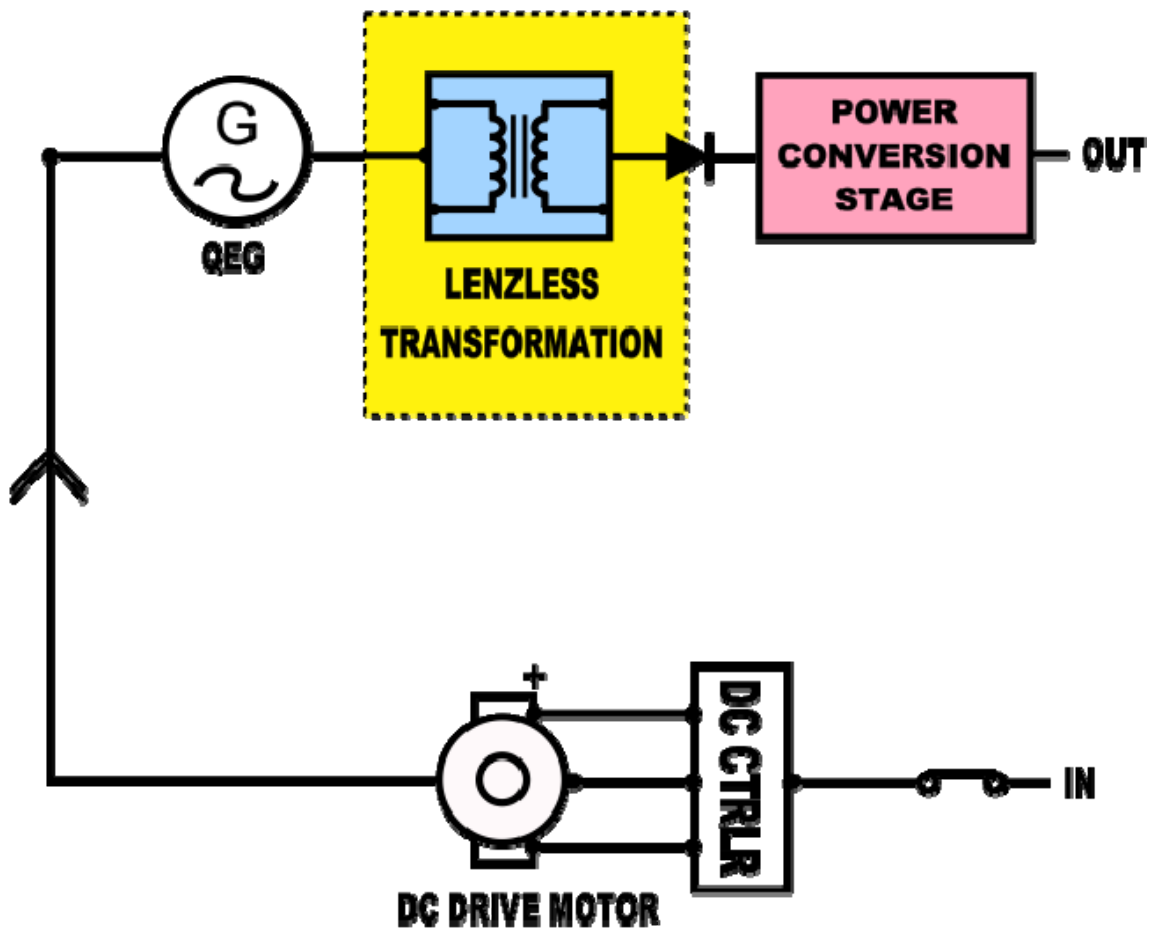 G
QEG
LENZLESS
TRANSFORMATION
POWER
CONVERSION
STAGE
OUT
+
DC CTRLR
IN
DC DRIVE MOTOR